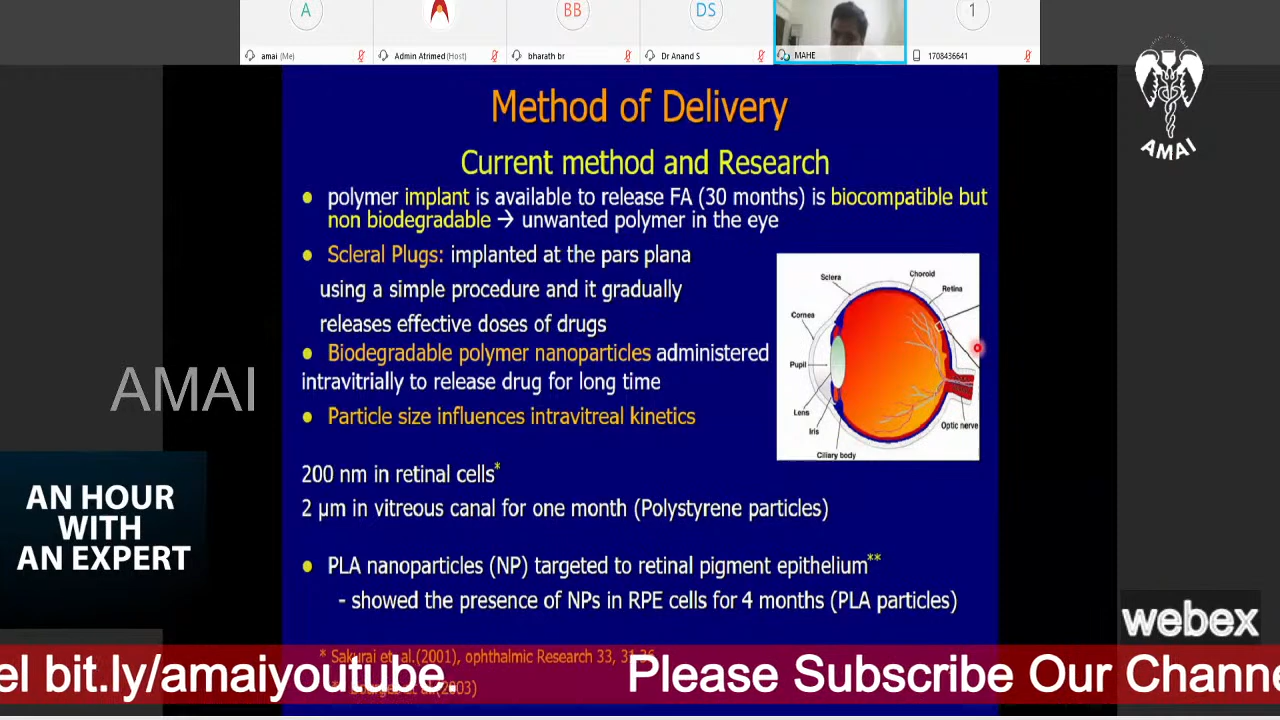 A
BB
DS
1
amai (Me)
Admin Atrimed (Host)
bharath br
Dr Anand S
MAHE
1708436641
AMAI
Method of Delivery
Current method and Research
• polymer implant is available to release FA (30 months) is biocompatible but
non biodegradable → unwanted polymer in the eye
• Scleral Plugs: implanted at the pars plana
using a simple procedure and it gradually
releases effective doses of drugs
• Biodegradable polymer nanoparticles administered
intravitrially to release drug for long time
• Particle size influences intravitreal kinetics
Sclera
Choroid
Retina
Cornea
Pupil
Lens
Iris
Optic nerve
Ciliary body
200 nm in retinal cells*
2 µm in vitreous canal for one month (Polystyrene particles)
• PLA nanoparticles (NP) targeted to retinal pigment epithelium**
- showed the presence of NPs in RPE cells for 4 months (PLA particles)
* Sakurai et al.(2001), ophthalmic Research 33,
AMAI
AN HOUR
WITH
AN EXPERT
webex
el bit.ly/amaiyoutube. Please Subscribe Our Channe